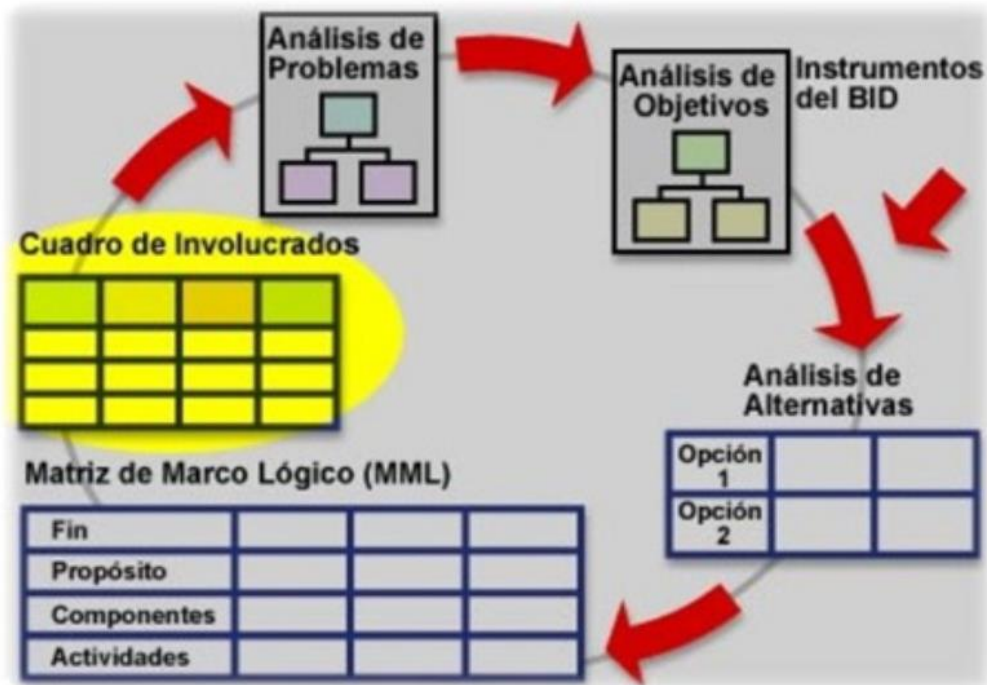 Análisis de
Problemas
Análisis de
Objetivos
Instrumentos
del BID
Cuadro de Involucrados
Análisis de
Alternativas
Opción
1
Opción
2
Matriz de Marco Lógico (MML)
Fin
Propósito
Componentes
Actividades